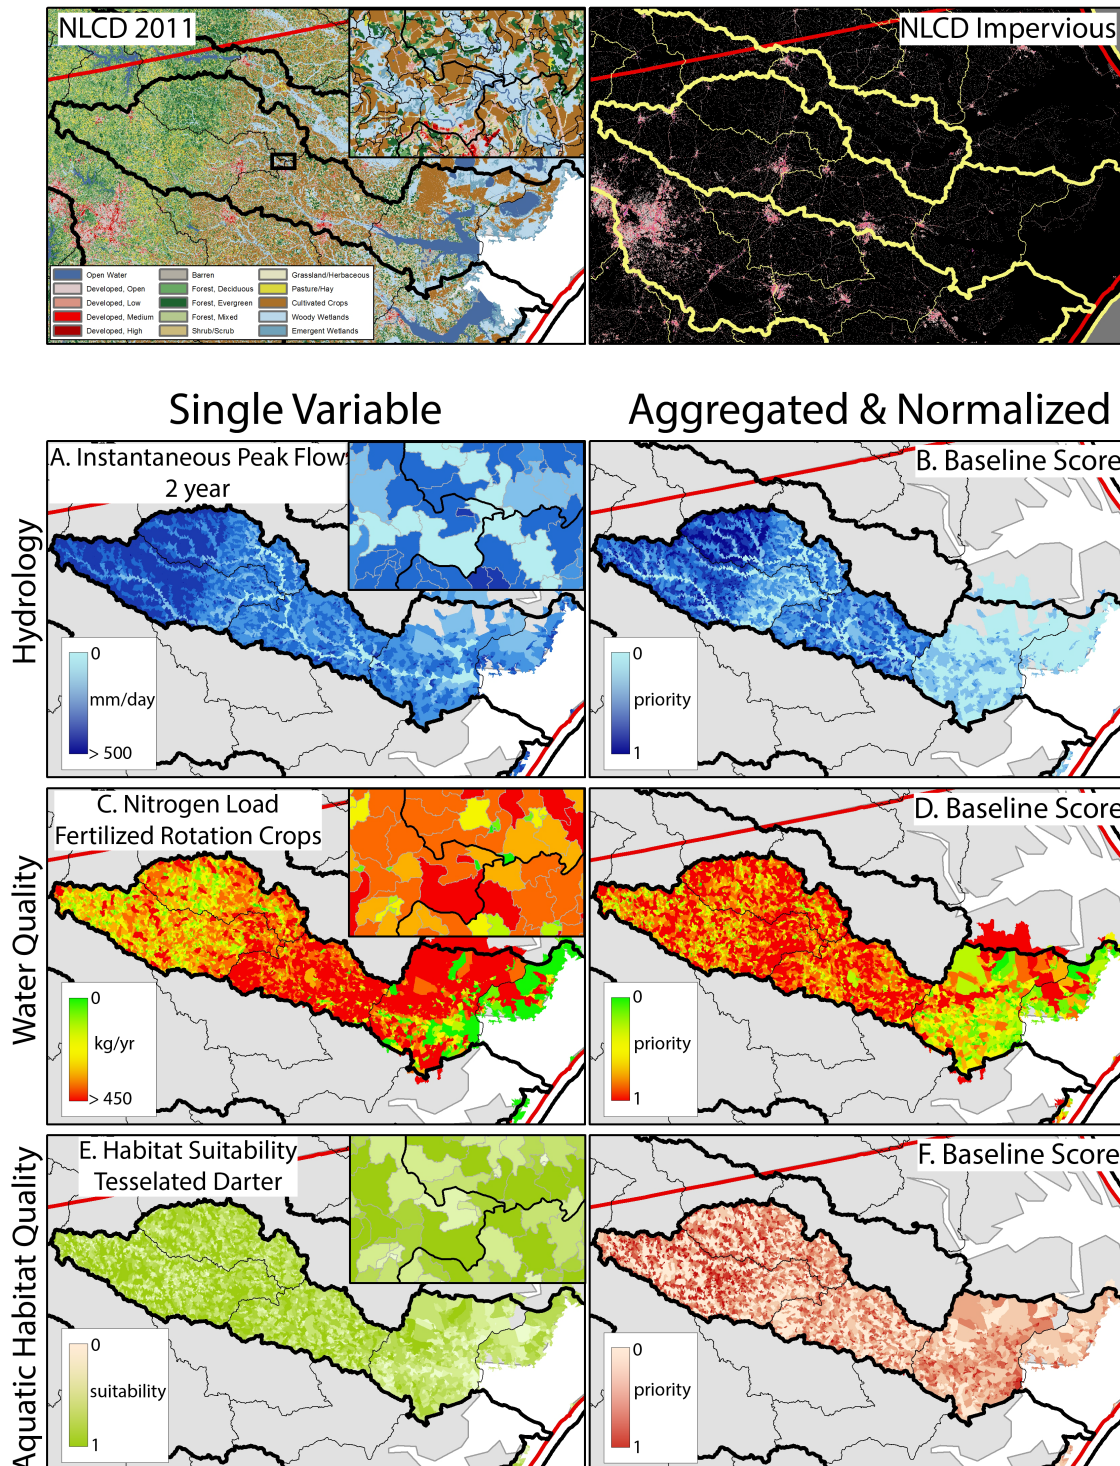 NLCD 2011
NLCD Impervious
Open Water
Developed, Open
Developed, Low
Developed, Medium
Developed, High
Barren
Forest, Deciduous
Forest, Evergreen
Forest, Mixed
Shrub/Scrub
Grassland/Herbaceous
Pasture/Hay
Cultivated Crops
Woody Wetlands
Emergent Wetlands
Single Variable
Aggregated & Normalized
Hydrology
A. Instantaneous Peak Flow
2 year
0
mm/day
> 500
B. Baseline Score
0
priority
1
Water Quality
C. Nitrogen Load
Fertilized Rotation Crops
0
kg/yr
> 450
D. Baseline Score
0
priority
1
Aquatic Habitat Quality
E. Habitat Suitability
Tesselated Darter
0
suitability
1
F. Baseline Score
0
priority
1